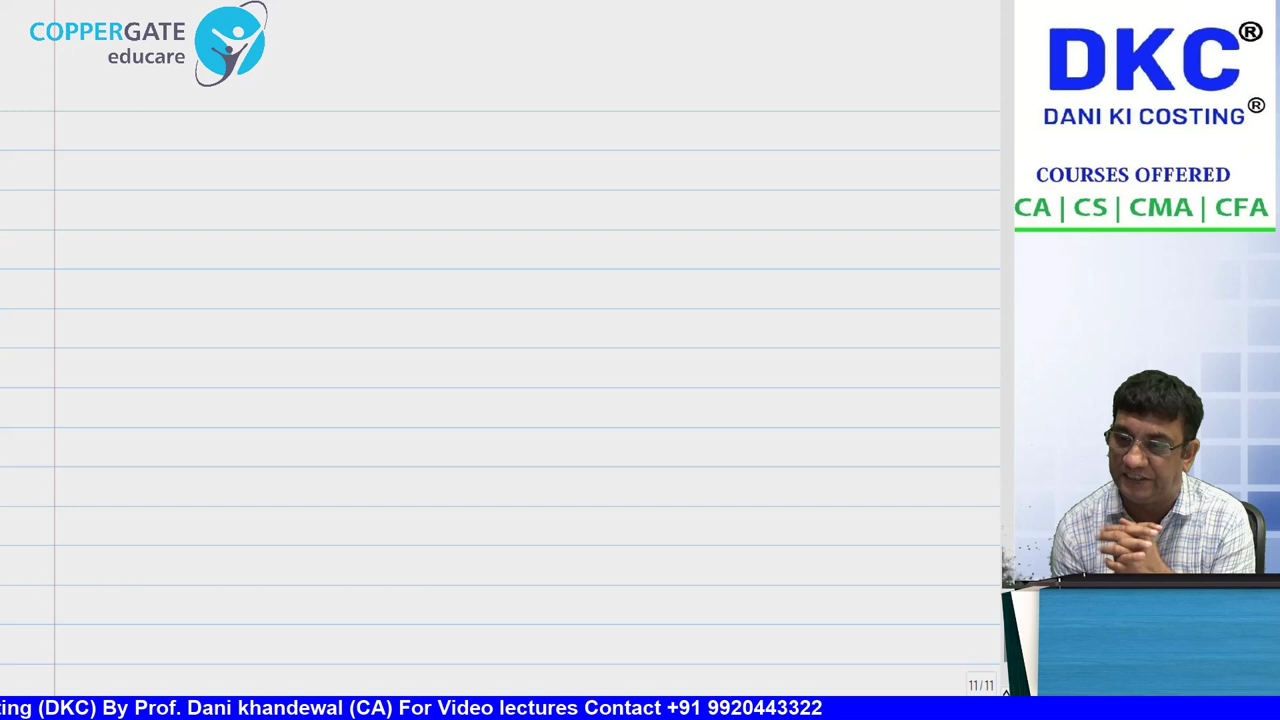 COPPERGATE
educare
DKC®
DANI KI COSTING®
COURSES OFFERED
CA | CS | CMA | CFA
11/11
ting (DKC) By Prof. Dani khandewal (CA) For Video lectures Contact +91 9920443322